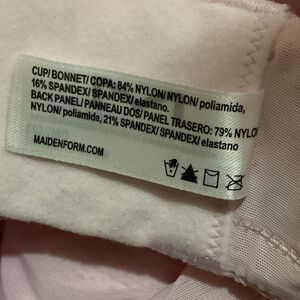 CUP/ BONNET/ COPA: 84% NYLON/ NYLON/ poliamida,
16% SPANDEX/ SPANDEX/ elastano.
BACK PANEL/ PANNEAU DOS/ PANEL TRASERO: 79% NYLON/
NYLON/ poliamida, 21% SPANDEX/ SPANDEX/ elastano
MAIDENFORM.COM